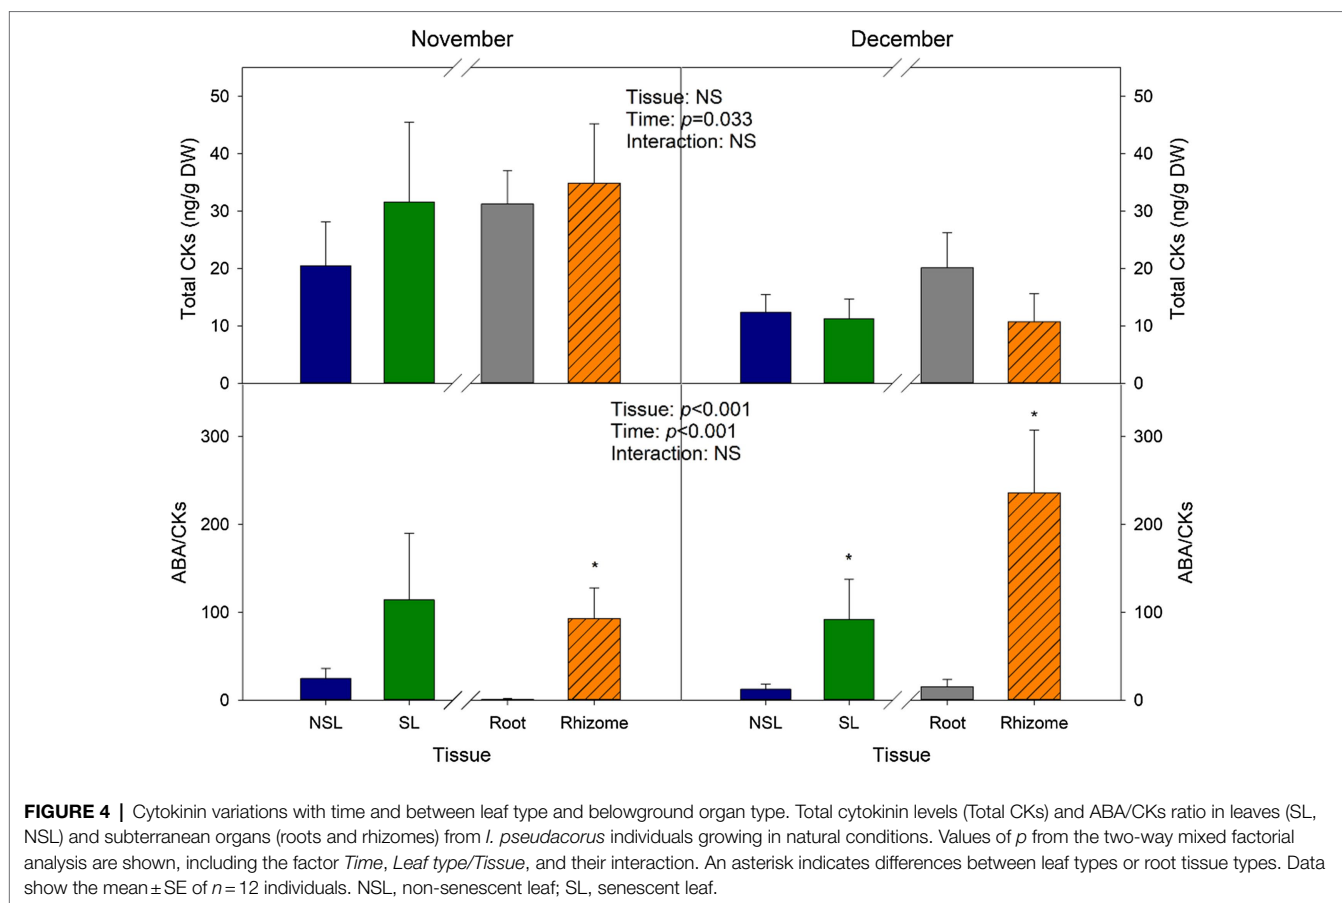 November
December
50
40
30
20
10
0
Total CKs (ng/g DW)
Tissue: NS
Time: p=0.033
Interaction: NS
50
40
30
20
10
0
Total CKs (ng/g DW)
300
200
100
0
ABA/CKs
Tissue: p<0.001
Time: p<0.001
Interaction: NS
*
*
*
300
200
100
0
ABA/CKs
NSL SL Root Rhizome
NSL SL Root Rhizome
Tissue
Tissue
FIGURE 4 | Cytokinin variations with time and between leaf type and belowground organ type. Total cytokinin levels (Total CKs) and ABA/CKs ratio in leaves (SL,
NSL) and subterranean organs (roots and rhizomes) from I. pseudacorus individuals growing in natural conditions. Values of p from the two-way mixed factorial
analysis are shown, including the factor Time, Leaf type/Tissue, and their interaction. An asterisk indicates differences between leaf types or root tissue types. Data
show the mean ± SE of n = 12 individuals. NSL, non-senescent leaf; SL, senescent leaf.